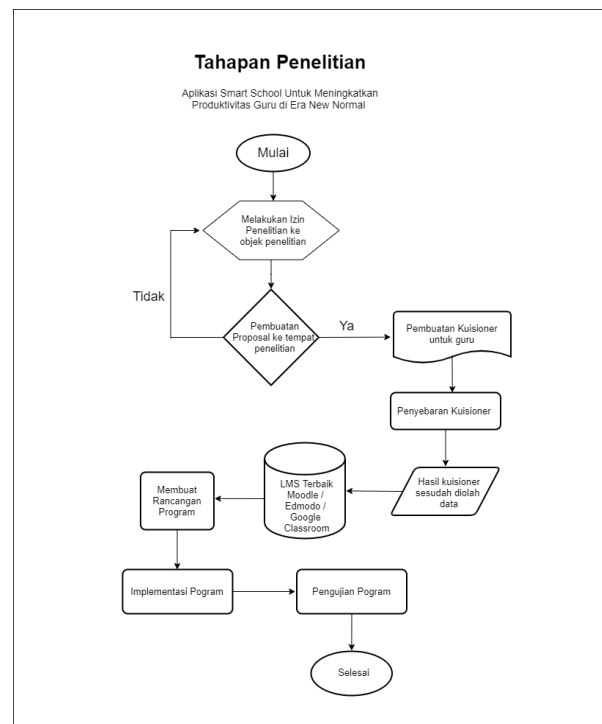 Tahapan Penelitian
Aplikasi Smart School Untuk Meningkatkan
Produktivitas Guru di Era New Normal
Mulai
Melakukan Izin
Penelitian ke
objek penelitian
Tidak
Pembuatan
Proposal ke tempat
penelitian
Ya
Pembuatan Kuisioner
untuk guru
Penyebaran Kuisioner
Hasil kuisioner
sesudah diolah
data
LMS Terbaik
Moodle /
Edmodo /
Google
Classroom
Membuat
Rancangan
Program
Implementasi Pogram
Pengujian Pogram
Selesai